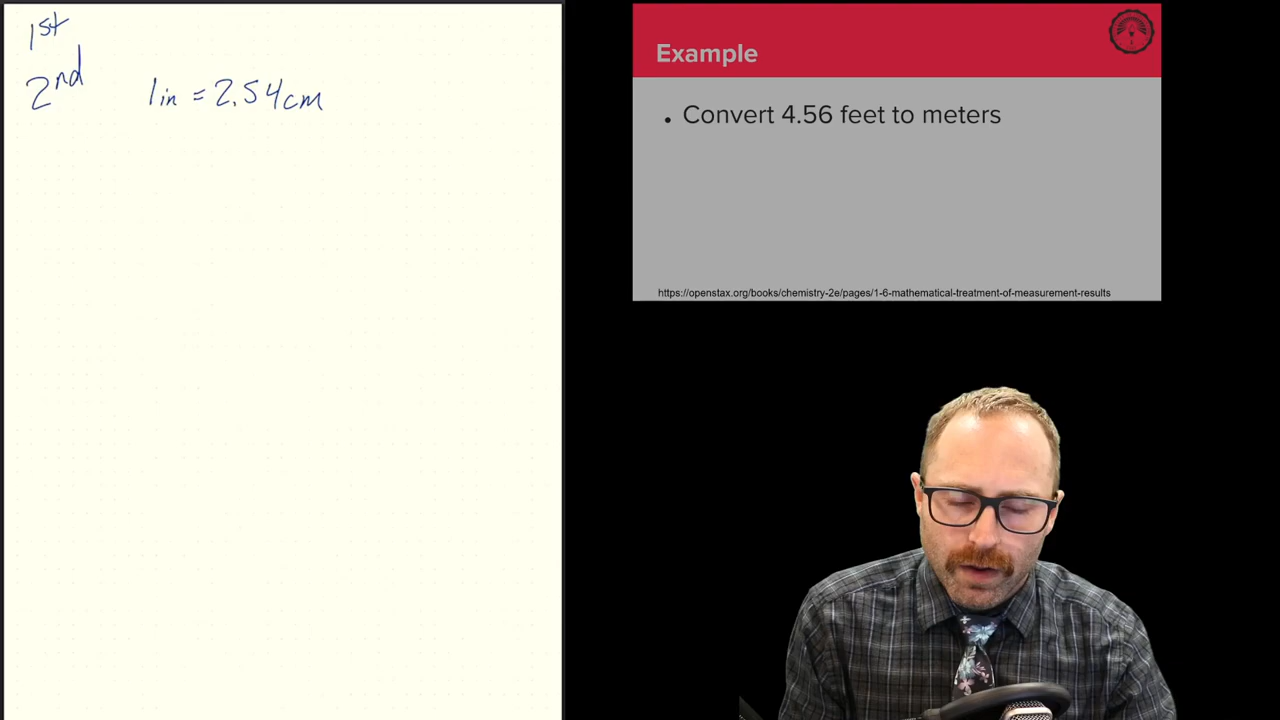 1st
2nd 1in = 2.54cm
Example
• Convert 4.56 feet to meters
https://openstax.org/books/chemistry-2e/pages/1-6-mathematical-treatment-of-measurement-results